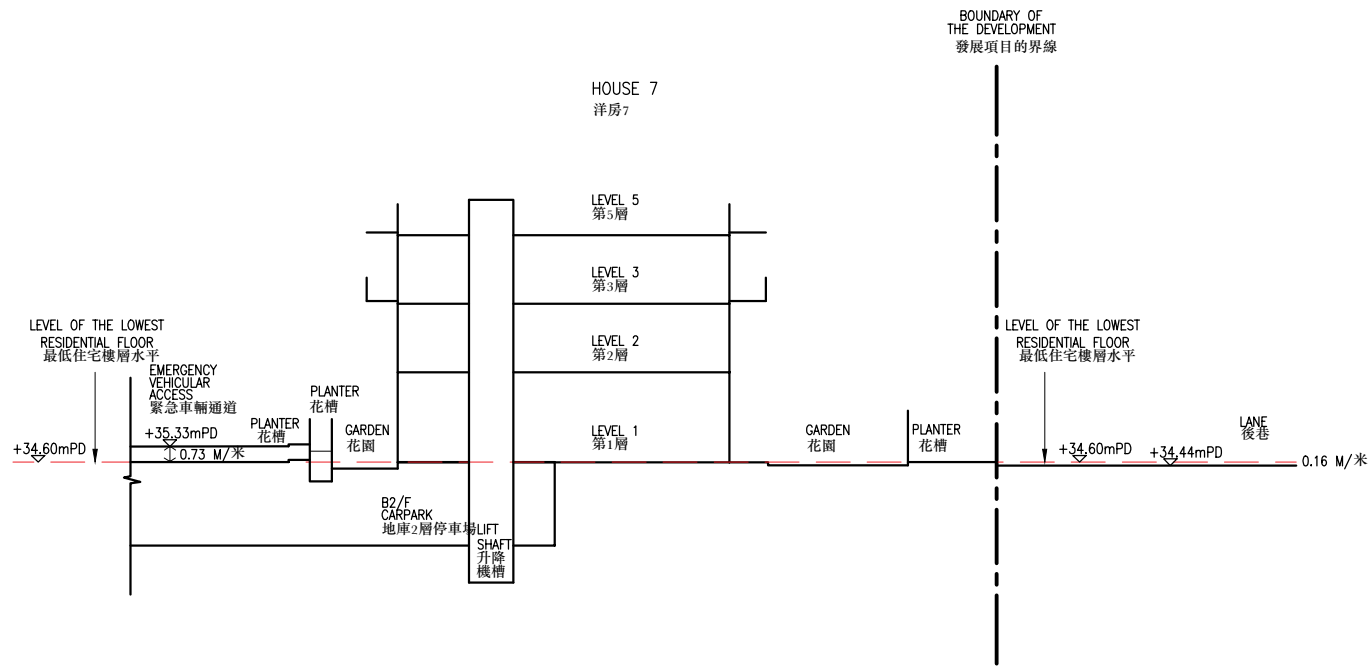 BOUNDARY OF
THE DEVELOPMENT
發展項目的界線
HOUSE 7
洋房7
LEVEL 5
第5層
LEVEL 3
第3層
LEVEL 2
第2層
LEVEL 1
第1層
LEVEL OF THE LOWEST
RESIDENTIAL FLOOR
最低住宅樓層水平
EMERGENCY
VEHICULAR
ACCESS
緊急車輛通道
+35.33mPD
0.73 M/米
+34.60mPD
PLANTER
花槽
PLANTER
花槽
GARDEN
花園
B2/F
CARPARK
地庫2層停車場
LIFT
SHAFT
升降
機槽
GARDEN
花園
PLANTER
花槽
LEVEL OF THE LOWEST
RESIDENTIAL FLOOR
最低住宅樓層水平
+34.60mPD
+34.44mPD
LANE
後巷
0.16 M/米